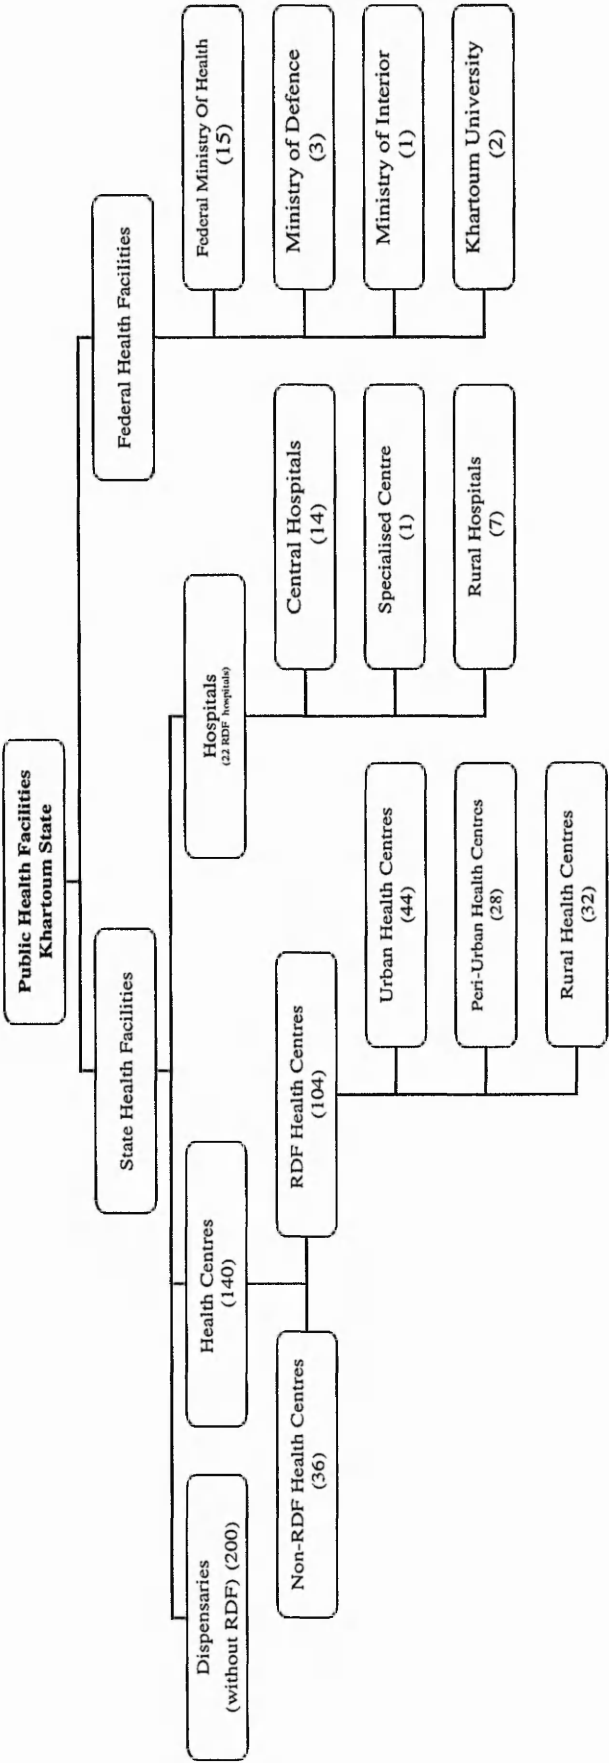 Public Health Facilities
Khartoum State
State Health Facilities
Federal Health Facilities
Dispensaries
(without RDF) (200)
Health Centres
(140)
Hospitals
(22 RDF hospitals)
Federal Ministry Of Health
(15)
Non-RDF Health Centres
(36)
RDF Health Centres
(104)
Central Hospitals
(14)
Ministry of Defence
(3)
Urban Health Centres
(44)
Specialised Centre
(1)
Ministry of Interior
(1)
Peri-Urban Health Centres
(28)
Rural Hospitals
(7)
Khartoum University
(2)
Rural Health Centres
(32)